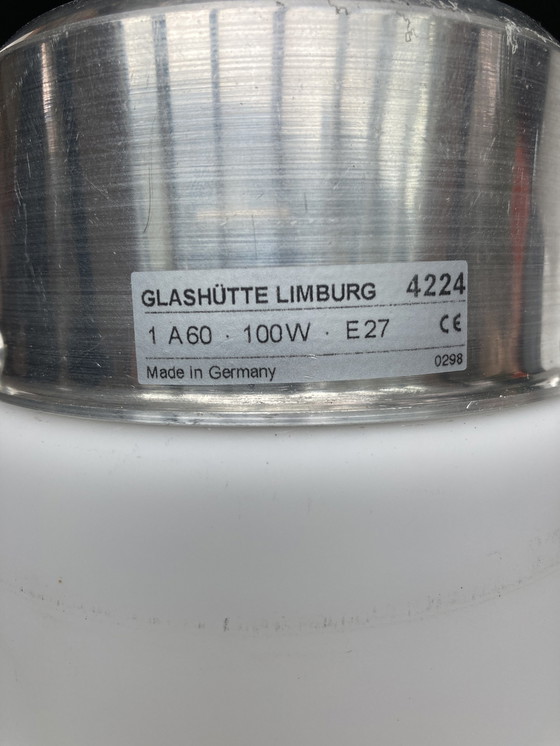 GLASHÜTTE LIMBURG 4224
1 A60 · 100W · E27 CE
Made in Germany 0298